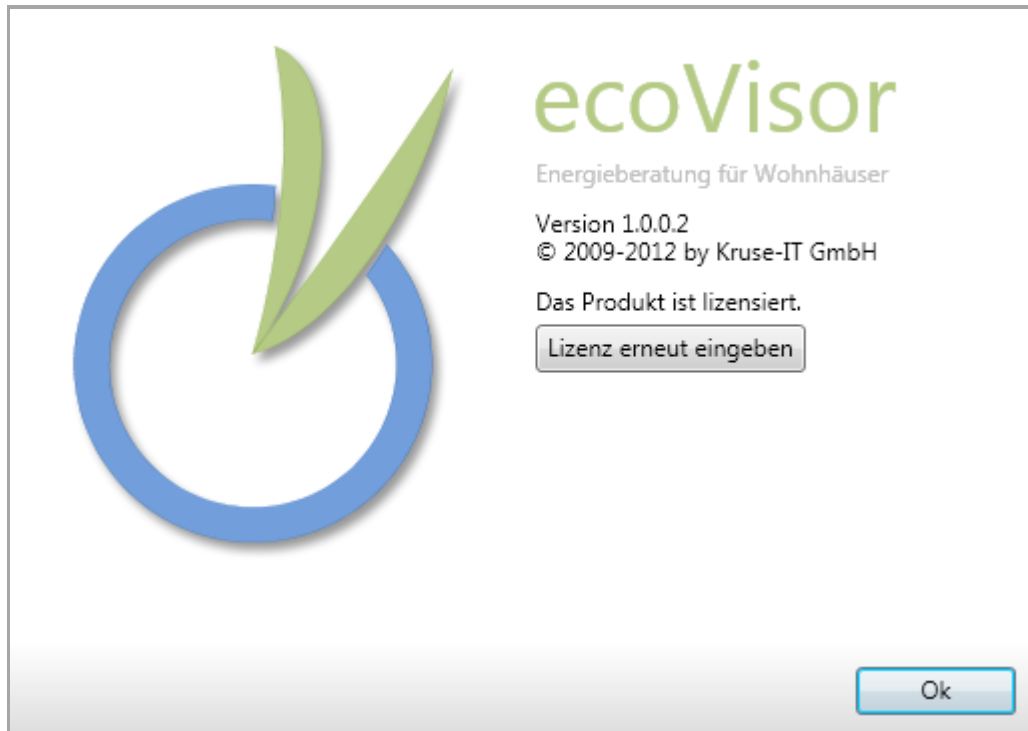 ecoVisor
Energieberatung für Wohnhäuser
Version 1.0.0.2
© 2009-2012 by Kruse-IT GmbH
Das Produkt ist lizensiert.
Lizenz erneut eingeben
Ok